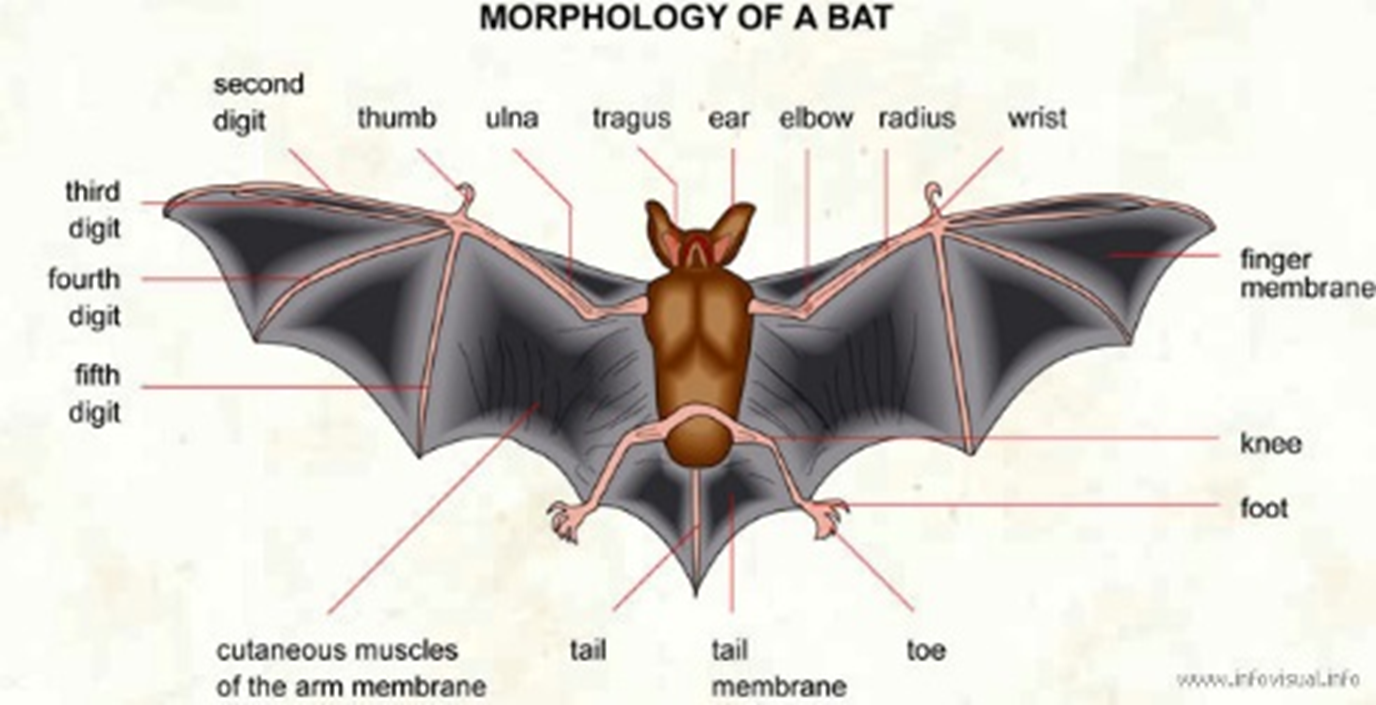 MORPHOLOGY OF A BAT
second
digit
thumb
ulna
tragus
ear
elbow
radius
wrist
third
digit
fourth
digit
fifth
digit
finger
membrane
knee
foot
cutaneous muscles
of the arm membrane
tail
tail
membrane
toe
www.infovisual.info